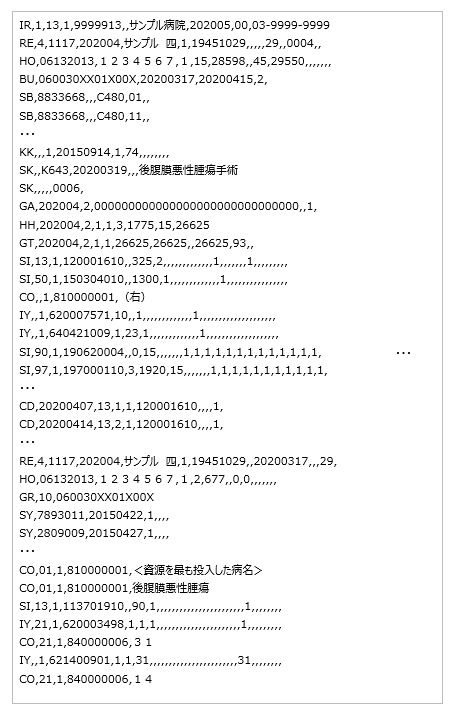 IR,1,13,1,9999913,,サンプル病院,202005,00,03-9999-9999
RE,4,1117,202004,サンプル　四,1,19451029,,,,,29,,0004,,
HO,06132013,１２３４５６７,１,15,28598,,45,29550,,,,,,,
BU,060030XX01X00X,20200317,20200415,2,
SB,8833668,,,C480,01,,
SB,8833668,,,C480,11,,
…
KK,,,1,20150914,1,74,,,,,,,,
SK,,K643,20200319,,,後腹膜悪性腫瘍手術
SK,,,,,0006,
GA,202004,2,0000000000000000000000000000000,,1,
HH,202004,2,1,1,3,1775,15,26625
GT,202004,2,1,1,26625,26625,,26625,93,,
SI,13,1,120001610,,325,2,,,,,,,,,,,,,1,,,,,,,1,,,,,,,,,
SI,50,1,150304010,,1300,1,,,,,,,,,,,,,1,,,,,,,,,,,,,,,,
CO,,1,810000001,（右）
IY,,1,620007571,10,,1,,,,,,,,,,,,,1,,,,,,,,,,,,,,,,,,,
IY,,1,640421009,1,23,1,,,,,,,,,,,,,1,,,,,,,,,,,,,,,,,,,
SI,90,1,190620004,,0,15,,,,,,,1,1,1,1,1,1,1,1,1,1,1,1,1,　…
SI,97,1,197000110,3,1920,15,,,,,,,1,1,1,1,1,1,1,1,1,1,1,
…
CD,20200407,13,1,1,120001610,,,,1,
CD,20200414,13,2,1,120001610,,,,1,
…
RE,4,1117,202004,サンプル　四,1,19451029,,20200317,,,29,
HO,06132013,１２３４５６７,１,2,677,,0,0,,,,,,,
GR,10,060030XX01X00X
SY,7893011,20150422,1,,,,
SY,2809009,20150427,1,,,,
…
CO,01,1,810000001,＜資源を最も投入した病名＞
CO,01,1,810000001,後腹膜悪性腫瘍
SI,13,1,113701910,,90,1,,,,,,,,,,,,,,,,,,,,,,,,1,,,,,,,,
IY,21,1,620003498,1,1,1,,,,,,,,,,,,,,,,,,,,,,,1,,,,,,,,,
CO,21,1,840000006,３１
IY,,1,621400901,1,1,31,,,,,,,,,,,,,,,,,,,,,,,,31,,,,,,,,
CO,21,1,840000006,１４